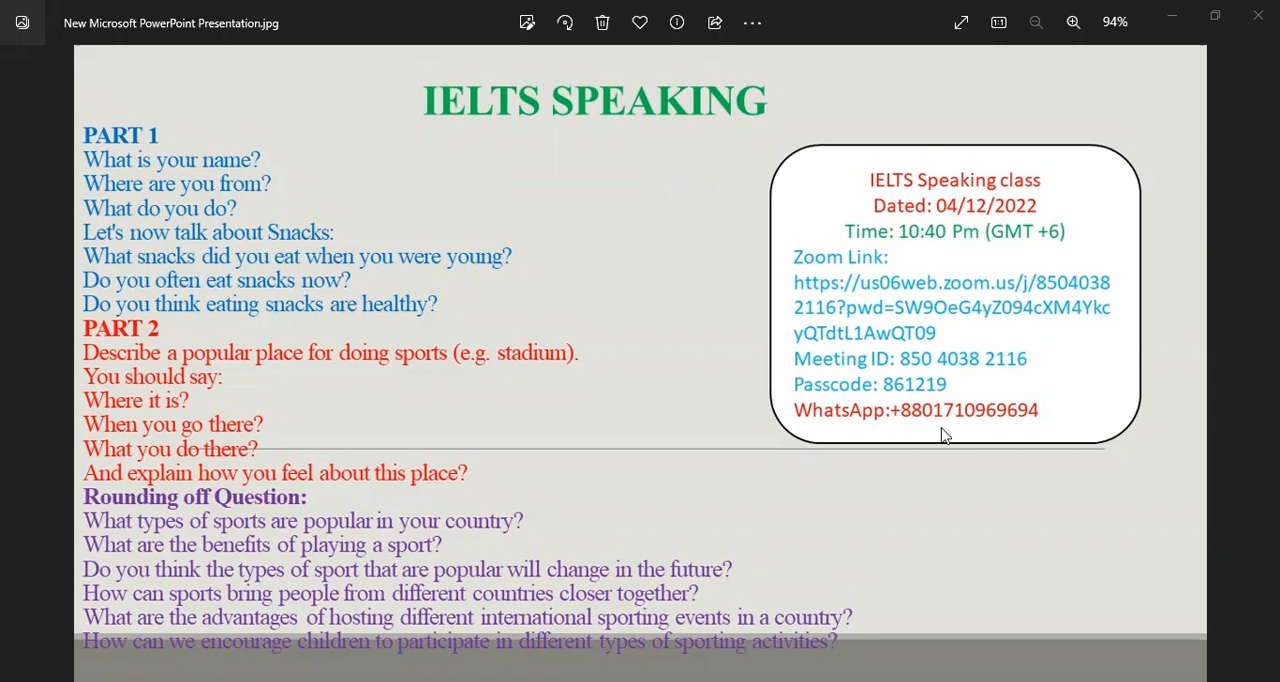 New Microsoft PowerPoint Presentation.jpg
94%
IELTS SPEAKING
PART 1
What is your name?
Where are you from?
What do you do?
Let's now talk about Snacks:
What snacks did you eat when you were young?
Do you often eat snacks now?
Do you think eating snacks are healthy?
PART 2
Describe a popular place for doing sports (e.g. stadium).
You should say:
Where it is?
When you go there?
What you do there?
And explain how you feel about this place?
Rounding off Question:
What types of sports are popular in your country?
What are the benefits of playing a sport?
Do you think the types of sport that are popular will change in the future?
How can sports bring people from different countries closer together?
What are the advantages of hosting different international sporting events in a country?
How can we encourage children to participate in different types of sporting activities?
IELTS Speaking class
Dated: 04/12/2022
Time: 10:40 Pm (GMT +6)
Zoom Link:
https://us06web.zoom.us/j/8504038
2116?pwd=SW9OeG4yZ094cXM4Ykc
yQTdtL1AwQT09
Meeting ID: 850 4038 2116
Passcode: 861219
WhatsApp:+8801710969694